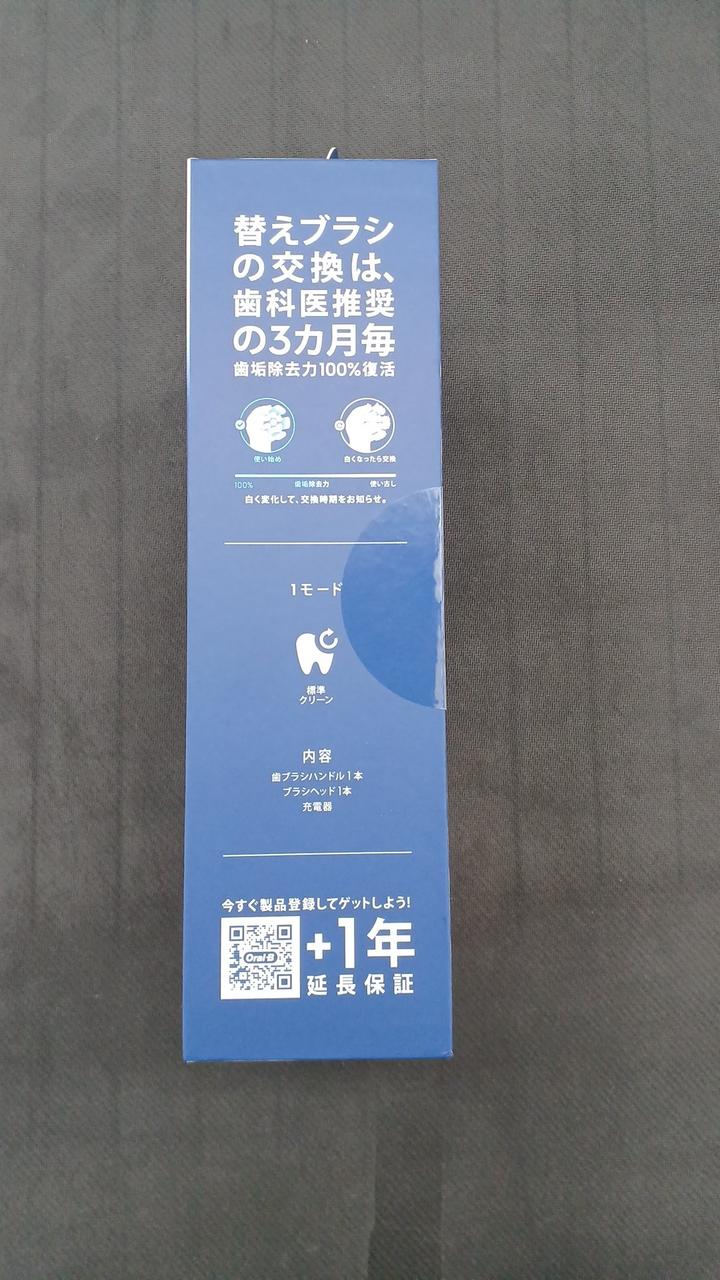 替えブラシ
の交換は、
歯科医推奨
の3カ月毎
歯垢除去力100%復活
使い始め
白くなったら交換
100%
歯垢除去力
使い古し
白く変化して、交換時期をお知らせ。
1モード
標準
クリーン
内容
歯ブラシハンドル1本
ブラシヘッド1本
充電器
今すぐ製品登録してゲットしよう!
Oral-B
+1年
延長保証